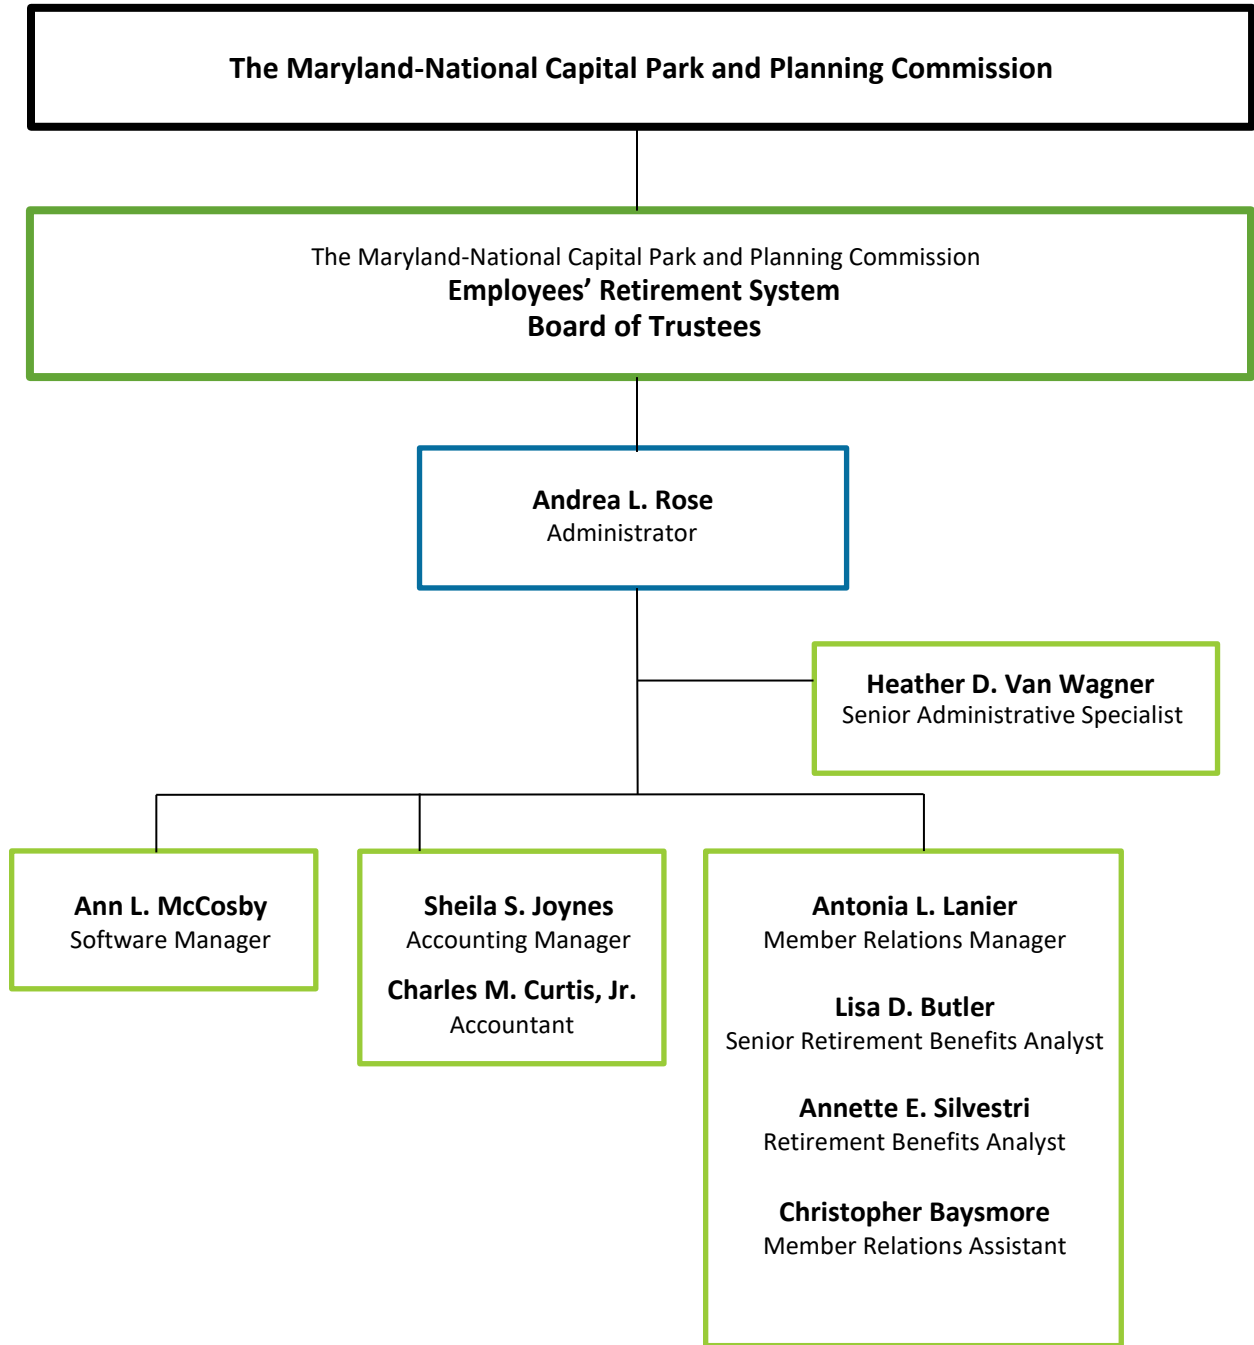 The Maryland-National Capital Park and Planning Commission
The Maryland-National Capital Park and Planning Commission
Employees’ Retirement System
Board of Trustees
Andrea L. Rose
Administrator
Heather D. Van Wagner
Senior Administrative Specialist
Ann L. McCosby
Software Manager
Sheila S. Joynes
Accounting Manager
Charles M. Curtis, Jr.
Accountant
Antonia L. Lanier
Member Relations Manager
Lisa D. Butler
Senior Retirement Benefits Analyst
Annette E. Silvestri
Retirement Benefits Analyst
Christopher Baysmore
Member Relations Assistant